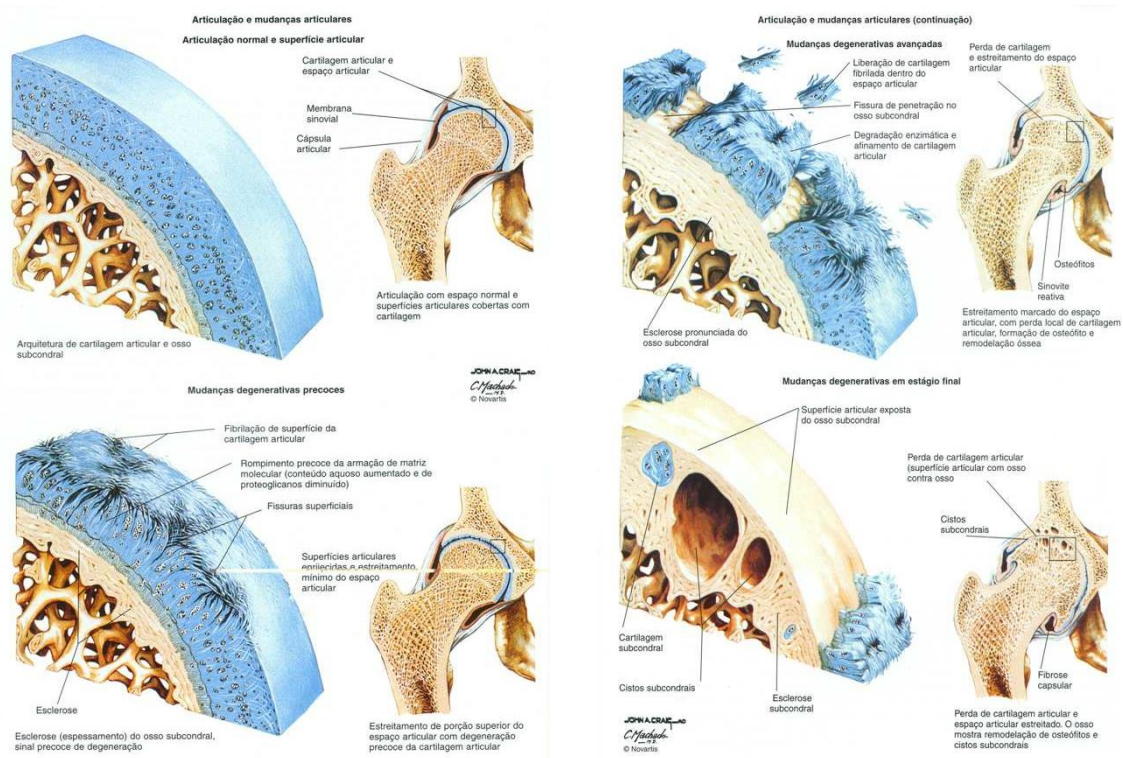 Articulação e mudanças articulares
Articulação normal e superfície articular
Cartilagem articular e
espaço articular
Membrana
sinovial
Cápsula
articular
Articulação com espaço normal e
superfícies articulares cobertas com
cartilagem
Arquitetura de cartilagem articular e osso
subcondral
JOHN A. CRAIG—MD
C. Machado
—M.D.
© Novartis
Mudanças degenerativas precoces
Fibrilação de superfície da
cartilagem articular
Rompimento precoce da armação de matriz
molecular (conteúdo aquoso aumentado e de
proteoglicanos diminuído)
Fissuras superficiais
Superfícies articulares
enrijecidas e estreitamento
mínimo do espaço
articular
Esclerose
Esclerose (espessamento) do osso subcondral,
sinal precoce de degeneração
Estreitamento de porção superior do
espaço articular com degeneração
precoce da cartilagem articular
Articulação e mudanças articulares (continuação)
Mudanças degenerativas avançadas
Liberação de cartilagem
fibrilada dentro do
espaço articular
Fissura de penetração no
osso subcondral
Degradação enzimática e
afinamento de cartilagem
articular
Perda de cartilagem
e estreitamento do espaço
articular
Osteófitos
Sinovite
reativa
Esclerose pronunciada do
osso subcondral
Estreitamento marcado do espaço
articular, com perda local de cartilagem
articular, formação de osteófito e
remodelação óssea
Mudanças degenerativas em estágio final
Superfície articular exposta
do osso subcondral
Perda de cartilagem articular
(superfície articular com osso
contra osso
Cistos
subcondrais
Cartilagem
subcondral
Cistos subcondrais
Esclerose
subcondral
Fibrose
capsular
JOHN A. CRAIG—MD
C. Machado
—M.D.
© Novartis
Perda de cartilagem articular e
espaço articular estreitado. O osso
mostra remodelação de osteófitos e
cistos subcondrais